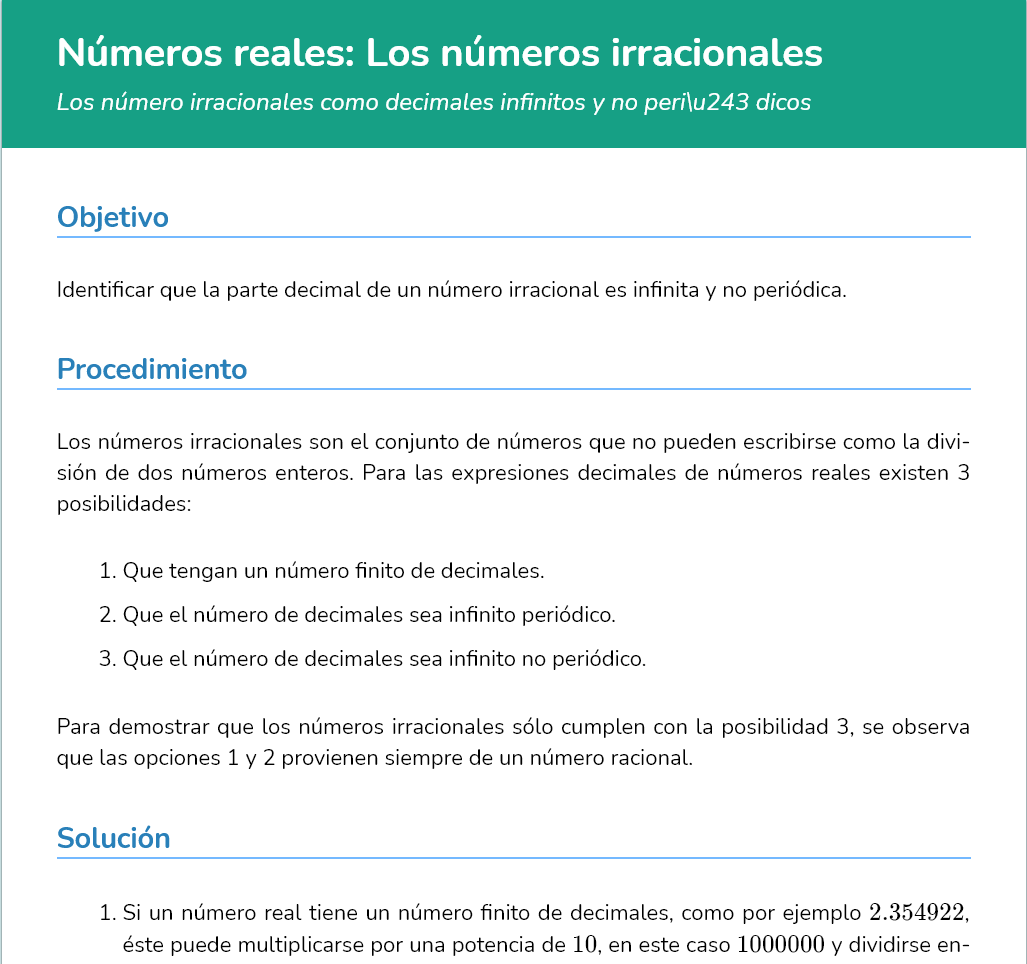 Números reales: Los números irracionales
Los número irracionales como decimales infinitos y no peri\u243 dicos
Objetivo
Identificar que la parte decimal de un número irracional es infinita y no periódica.
Procedimiento
Los números irracionales son el conjunto de números que no pueden escribirse como la divi-
sión de dos números enteros. Para las expresiones decimales de números reales existen 3
posibilidades:
1. Que tengan un número finito de decimales.
2. Que el número de decimales sea infinito periódico.
3. Que el número de decimales sea infinito no periódico.
Para demostrar que los números irracionales sólo cumplen con la posibilidad 3, se observa
que las opciones 1 y 2 provienen siempre de un número racional.
Solución
1. Si un número real tiene un número finito de decimales, como por ejemplo 2.354922,
éste puede multiplicarse por una potencia de 10, en este caso 1000000 y dividirse en-